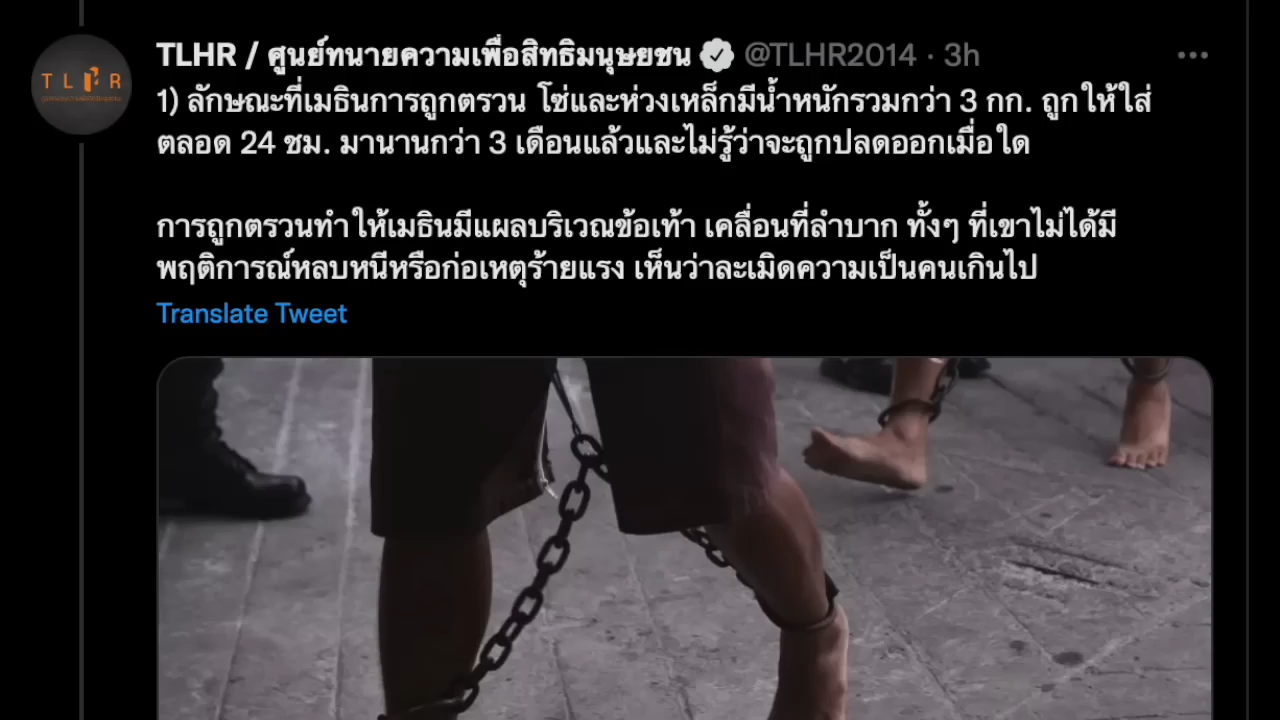 TLHR / ศูนย์ทนายความเพื่อสิทธิมนุษยชน @TLHR2014 · 3h
TLHR
1) ลักษณะที่เมธินการถูกตรวน โซ่และห่วงเหล็กมีน้ำหนักรวมกว่า 3 กก. ถูกให้ใส่
ตลอด 24 ชม. มานานกว่า 3 เดือนแล้วและไม่รู้ว่าจะถูกปลดออกเมื่อใด
การถูกตรวนทำให้เมธินมีแผลบริเวณข้อเท้า เคลื่อนที่ลำบาก ทั้งๆ ที่เขาไม่ได้มี
พฤติการณ์หลบหนีหรือก่อเหตุร้ายแรง เห็นว่าละเมิดความเป็นคนเกินไป
Translate Tweet